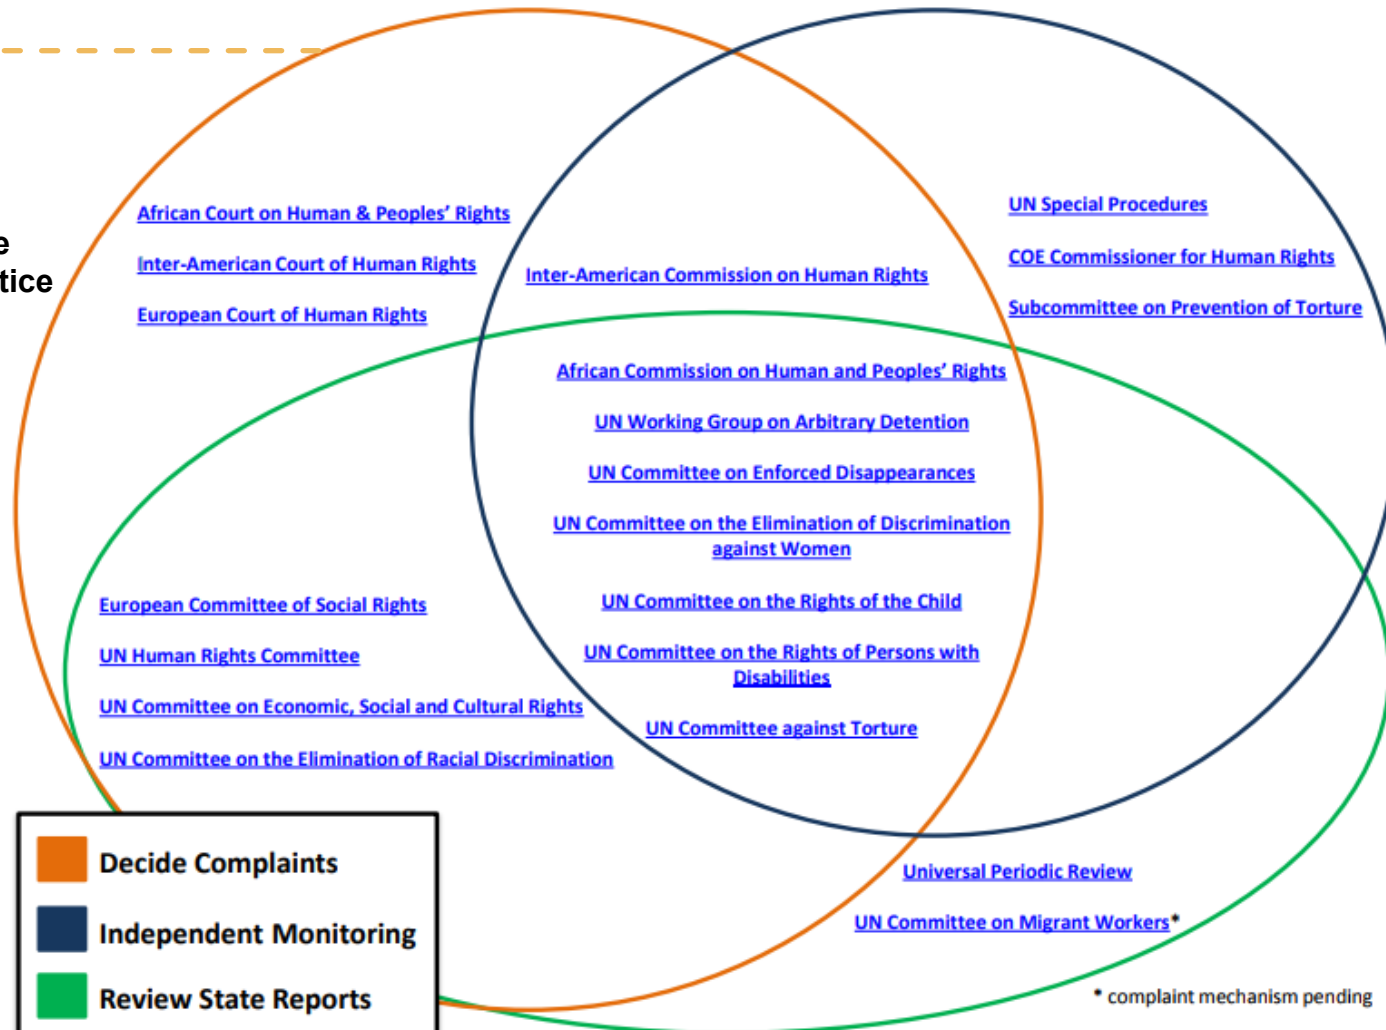 e
tice
African Court on Human & Peoples’ Rights
Inter-American Court of Human Rights
European Court of Human Rights
Inter-American Commission on Human Rights
UN Special Procedures
COE Commissioner for Human Rights
Subcommittee on Prevention of Torture
African Commission on Human and Peoples’ Rights
UN Working Group on Arbitrary Detention
UN Committee on Enforced Disappearances
UN Committee on the Elimination of Discrimination
against Women
UN Committee on the Rights of the Child
UN Committee on the Rights of Persons with
Disabilities
UN Committee against Torture
European Committee of Social Rights
UN Human Rights Committee
UN Committee on Economic, Social and Cultural Rights
UN Committee on the Elimination of Racial Discrimination
Universal Periodic Review
UN Committee on Migrant Workers*
* complaint mechanism pending
Decide Complaints
Independent Monitoring
Review State Reports